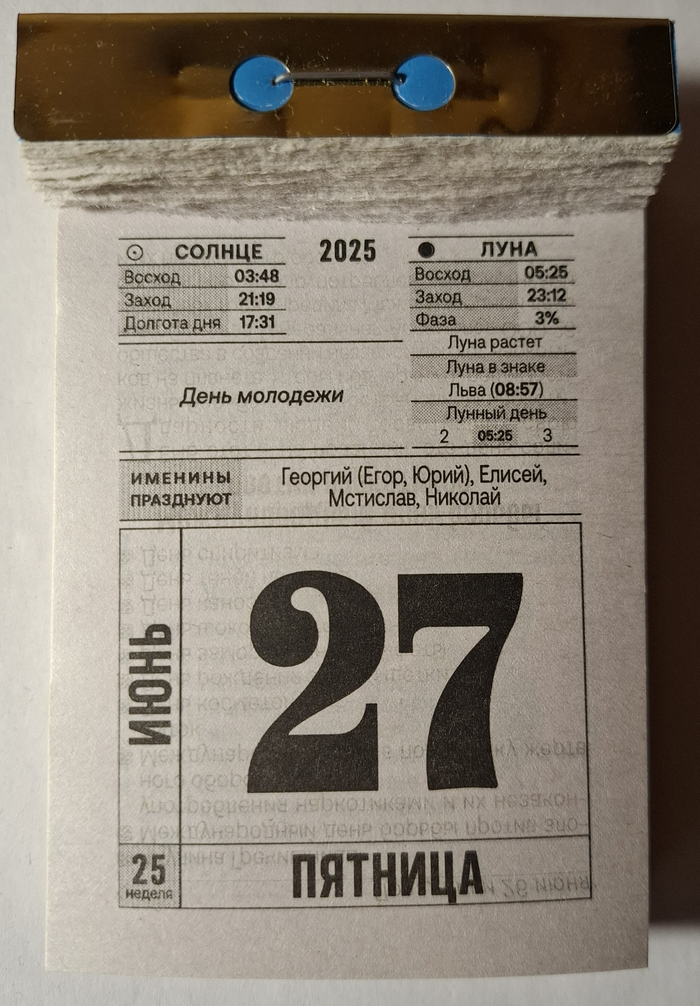 СОЛНЦЕ
Восход 03:48
Заход 21:19
Долгота дня 17:31
2025
ЛУНА
Восход 05:25
Заход 23:12
Фаза 3%
Луна растет
Луна в знаке
Льва (08:57)
Лунный день
2 05:25 3
День молодежи
ИМЕНИНЫ
ПРАЗДНУЮТ
Георгий (Егор, Юрий), Елисей,
Мстислав, Николай
ИЮНЬ
27
25
неделя
ПЯТНИЦА